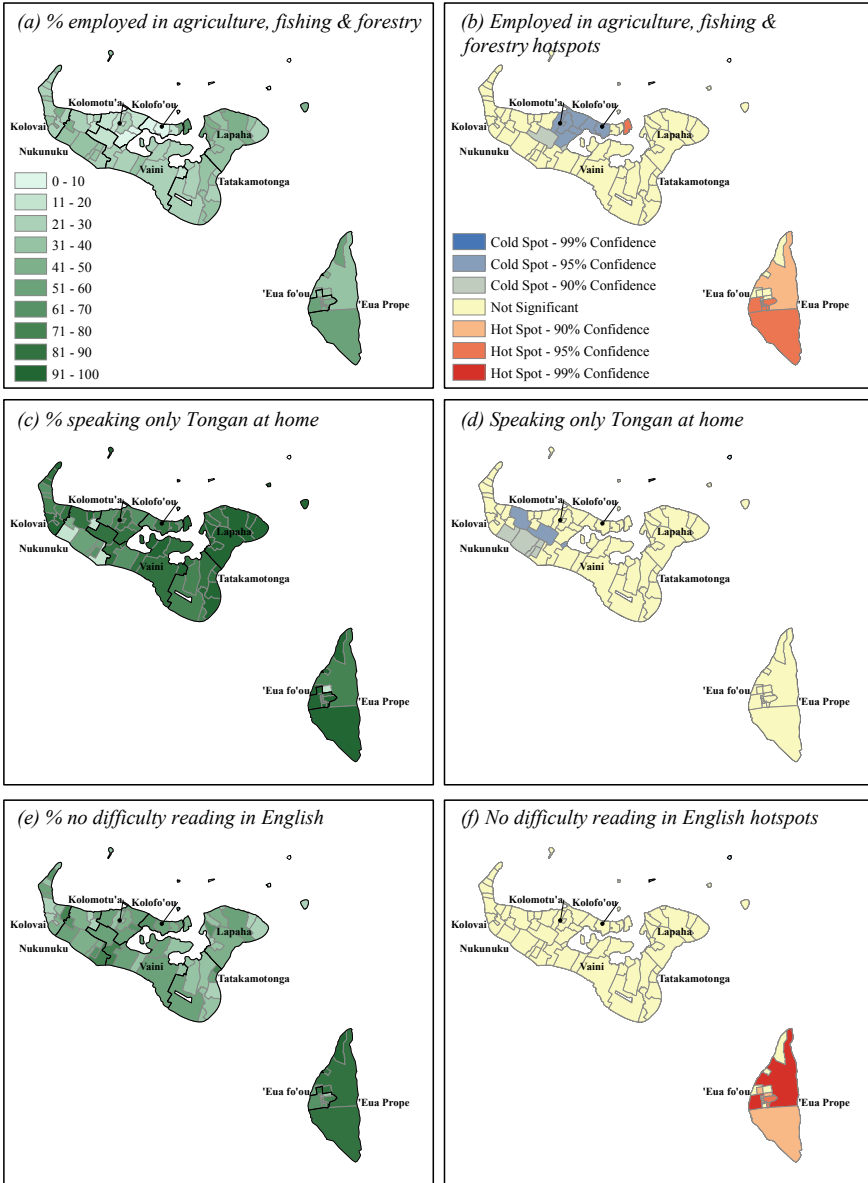 (a) % employed in agriculture, fishing & forestry
Kolomotu'a
Kolofo'ou
Kolovai
Lapaha
Nukunuku
Vaini
Tatakamotonga
0 - 10
11 - 20
21 - 30
31 - 40
41 - 50
51 - 60
61 - 70
71 - 80
81 - 90
91 - 100
'Eua fo'ou
'Eua Prope
(b) Employed in agriculture, fishing &
forestry hotspots
Kolomotu'a
Kolofo'ou
Kolovai
Lapaha
Nukunuku
Vaini
Tatakamotonga
Cold Spot - 99% Confidence
Cold Spot - 95% Confidence
Cold Spot - 90% Confidence
Not Significant
Hot Spot - 90% Confidence
Hot Spot - 95% Confidence
Hot Spot - 99% Confidence
'Eua fo'ou
'Eua Prope
(c) % speaking only Tongan at home
Kolomotu'a
Kolofo'ou
Kolovai
Lapaha
Nukunuku
Vaini
Tatakamotonga
'Eua fo'ou
'Eua Prope
(d) Speaking only Tongan at home
Kolomotu'a
Kolofo'ou
Kolovai
Lapaha
Nukunuku
Vaini
Tatakamotonga
'Eua fo'ou
'Eua Prope
(e) % no difficulty reading in English
Kolomotu'a
Kolofo'ou
Kolovai
Lapaha
Nukunuku
Vaini
Tatakamotonga
'Eua fo'ou
'Eua Prope
(f) No difficulty reading in English hotspots
Kolomotu'a
Kolofo'ou
Kolovai
Lapaha
Nukunuku
Vaini
Tatakamotonga
'Eua fo'ou
'Eua Prope